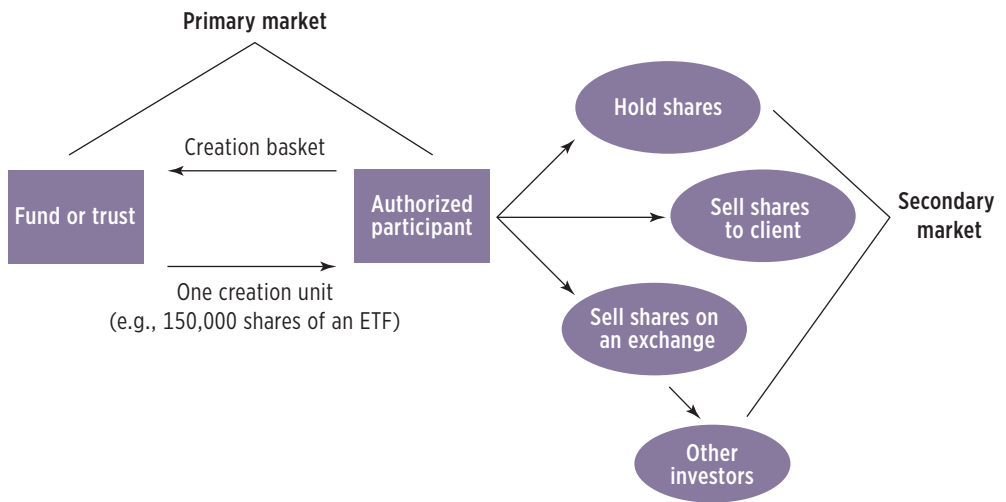 Primary market
Creation basket
Fund or trust
Authorized
participant
One creation unit
(e.g., 150,000 shares of an ETF)
Hold shares
Sell shares
to client
Sell shares on
an exchange
Other
investors
Secondary
market